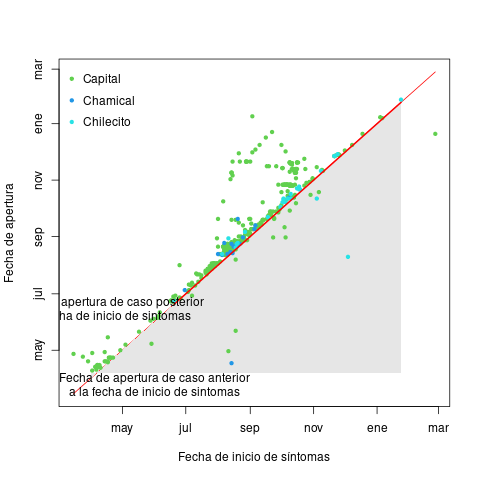 Capital
Chamical
Chilecito
mar
ene
nov
sep
jul
may
Fecha de apertura
apertura de caso posterior
ha de inicio de sintomas
Fecha de apertura de caso anterior
a la fecha de inicio de sintomas
may
jul
sep
nov
ene
mar
Fecha de inicio de síntomas